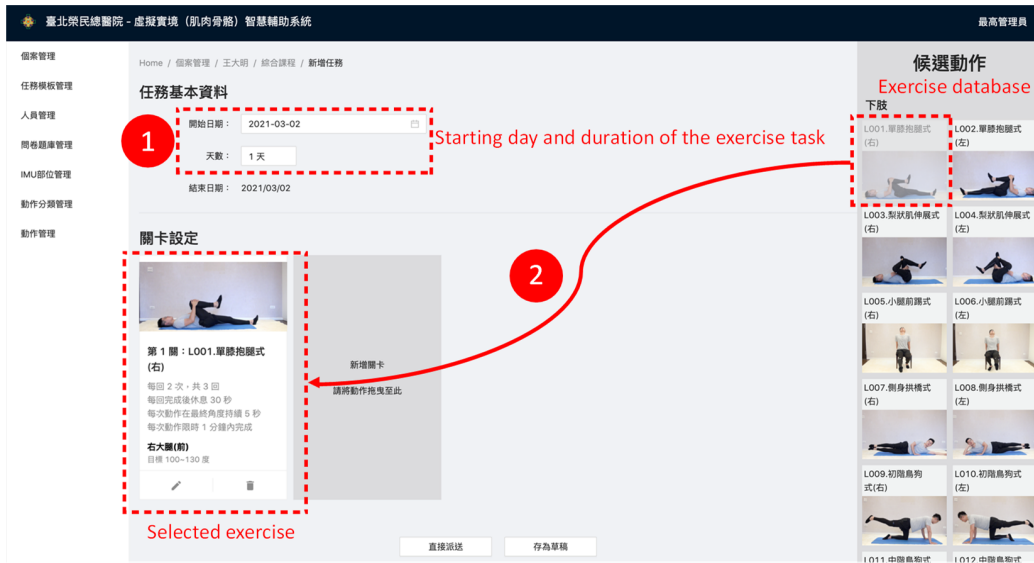 臺北榮民總醫院 - 虛擬實境（肌肉骨骼）智慧輔助系統
最高管理員
個案管理
任務模板管理
人員管理
問卷題庫管理
IMU部位管理
動作分類管理
動作管理
Home / 個案管理 / 王大明 / 綜合課程 / 新增任務
任務基本資料
1
開始日期： 2021-03-02
天數： 1 天
結束日期： 2021/03/02
Starting day and duration of the exercise task
2
關卡設定
第 1 關：L001.單膝抱腿式
(右)
每回 2 次，共 3 回
每回完成後休息 30 秒
每次動作在最終角度持續 5 秒
每次動作限時 1 分鐘內完成
右大腿(前)
目標 100~130 度
Selected exercise
新增關卡
請將動作拖曳至此
直接派送
存為草稿
候選動作
Exercise database
下肢
L001.單膝抱腿式
(右)
L002.單膝抱腿式
(左)
L003.梨狀肌伸展式
(右)
L004.梨狀肌伸展式
(左)
L005.小腿前踢式
(右)
L006.小腿前踢式
(左)
L007.側身拱橋式
(右)
L008.側身拱橋式
(左)
L009.初階鳥狗
式(右)
L010.初階鳥狗式
(左)
L011.中階鳥狗式
L012.中階鳥狗式